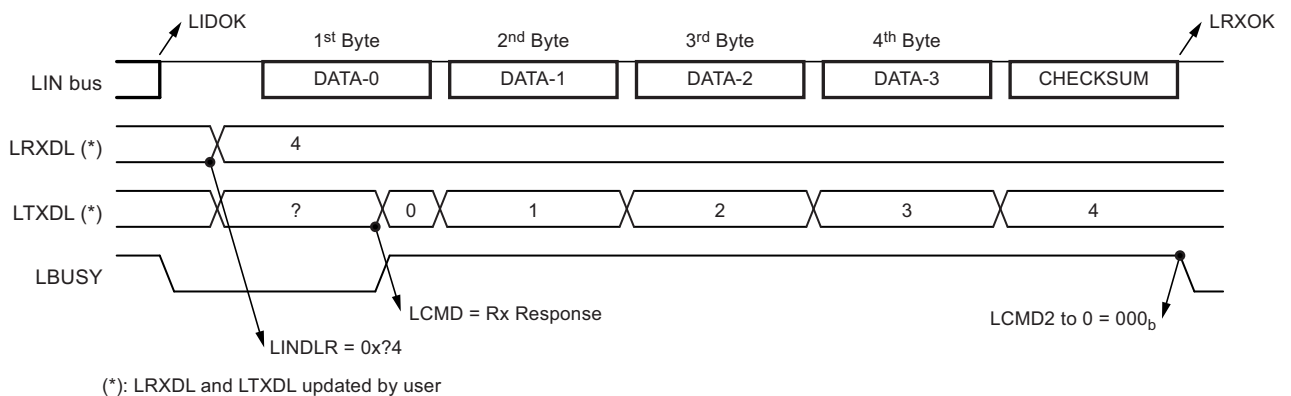 LIDOK
LRXOK
1st Byte 2nd Byte 3rd Byte 4th Byte
LIN bus DATA-0 DATA-1 DATA-2 DATA-3 CHECKSUM
LRXDL (*) 4
LTXDL (*) ? 0 1 2 3 4
LBUSY
LCMD = Rx Response
LCMD2 to 0 = 000b
LINDLR = 0x?4
(*): LRXDL and LTXDL updated by user